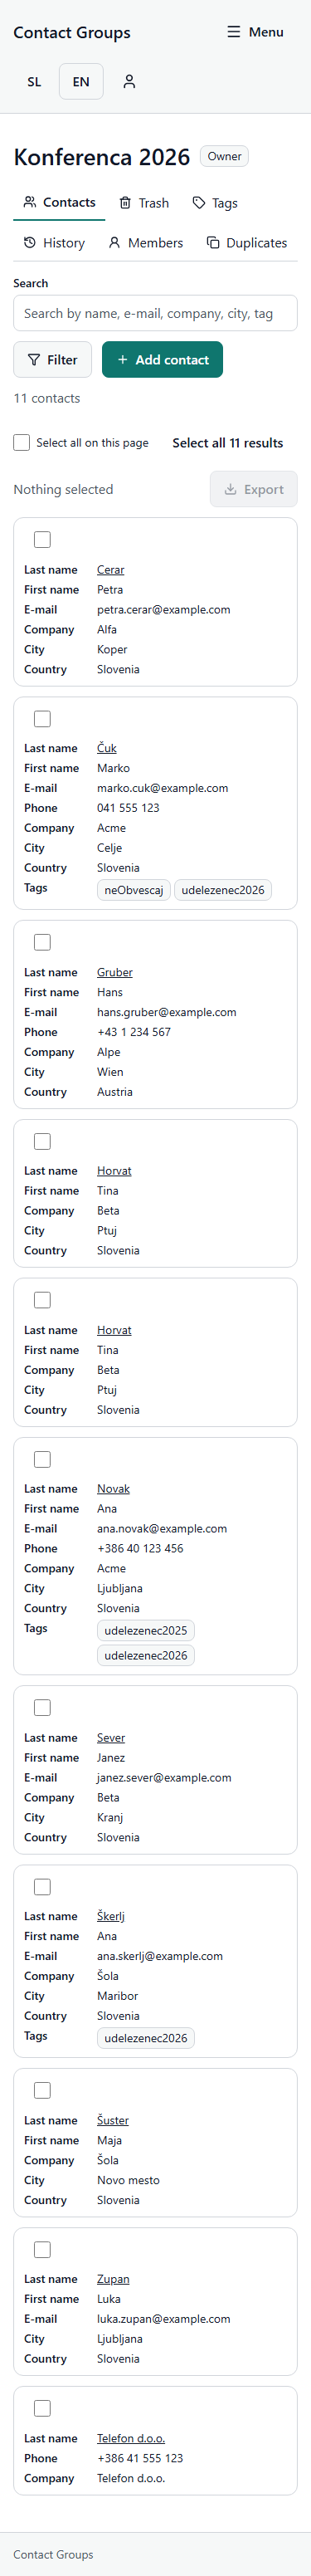 Contact Groups
Menu
SL EN
Konferenca 2026 Owner
Contacts Trash Tags
History Members Duplicates
Search
Search by name, e-mail, company, city, tag
Filter + Add contact
11 contacts
Select all on this page Select all 11 results
Nothing selected Export
Last name Cerar
First name Petra
E-mail petra.cerar@example.com
Company Alfa
City Koper
Country Slovenia
Last name Čuk
First name Marko
E-mail marko.cuk@example.com
Phone 041 555 123
Company Acme
City Celje
Country Slovenia
Tags neObvescaj udelezenec2026
Last name Gruber
First name Hans
E-mail hans.gruber@example.com
Phone +43 1 234 567
Company Alpe
City Wien
Country Austria
Last name Horvat
First name Tina
Company Beta
City Ptuj
Country Slovenia
Last name Horvat
First name Tina
Company Beta
City Ptuj
Country Slovenia
Last name Novak
First name Ana
E-mail ana.novak@example.com
Phone +386 40 123 456
Company Acme
City Ljubljana
Country Slovenia
Tags udelezenec2025
udelezenec2026
Last name Sever
First name Janez
E-mail janez.sever@example.com
Company Beta
City Kranj
Country Slovenia
Last name Škerlj
First name Ana
E-mail ana.skerlj@example.com
Company Šola
City Maribor
Country Slovenia
Tags udelezenec2026
Last name Šuster
First name Maja
Company Šola
City Novo mesto
Country Slovenia
Last name Zupan
First name Luka
E-mail luka.zupan@example.com
City Ljubljana
Country Slovenia
Last name Telefon d.o.o.
Phone +386 41 555 123
Company Telefon d.o.o.
Contact Groups